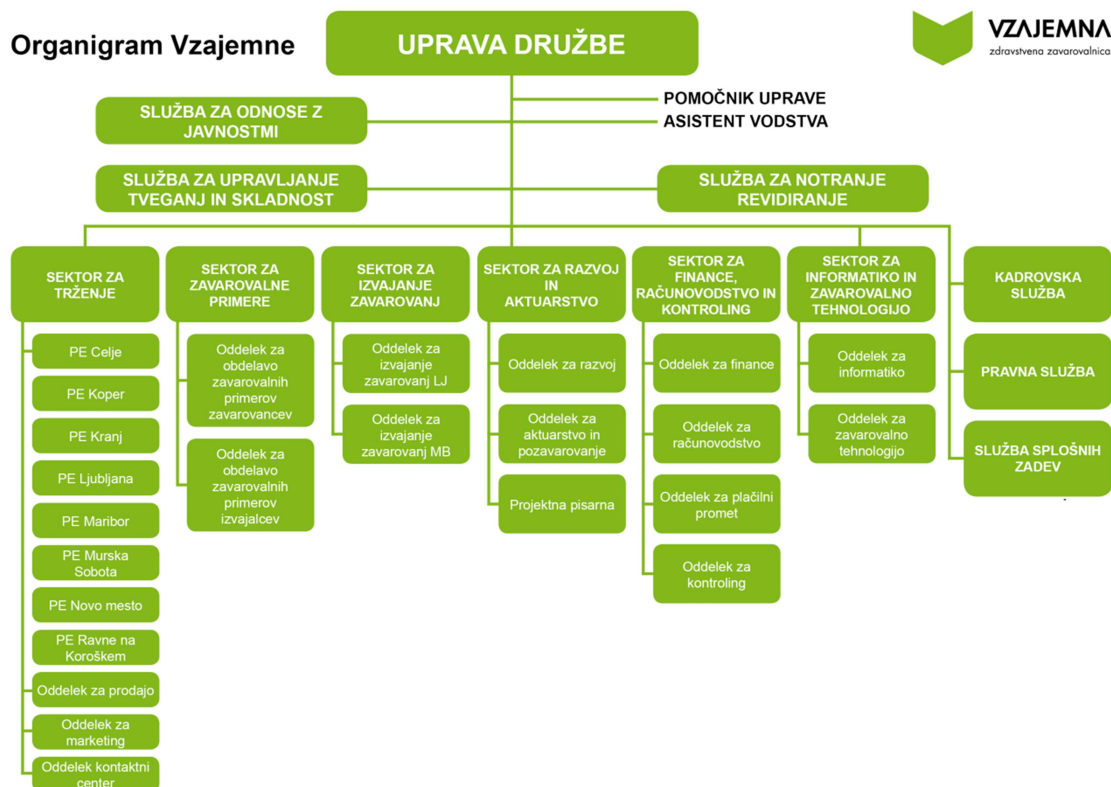 Organigram Vzajemne
UPRAVA DRUŽBE
VZAJEMNA
zdravstvena zavarovalnica
POMOČNIK UPRAVE
ASISTENT VODSTVA
SLUŽBA ZA ODNOSE Z
JAVNOSTMI
SLUŽBA ZA UPRAVLJANJE
TVEGANJ IN SKLADNOST
SLUŽBA ZA NOTRANJE
REVIDIRANJE
SEKTOR ZA
TRŽENJE
PE Celje
PE Koper
PE Kranj
PE Ljubljana
PE Maribor
PE Murska
Sobota
PE Novo mesto
PE Ravne na
Koroškem
Oddelek za prodajo
Oddelek za
marketing
Oddelek kontaktni
center
SEKTOR ZA
ZAVAROVALNE
PRIMERE
Oddelek za
obdelavo
zavarovalnih
primerov
zavarovancev
Oddelek za
obdelavo
zavarovalnih
primerov
izvajalcev
SEKTOR ZA
IZVAJANJE
ZAVAROVANJ
Oddelek za
izvajanje
zavarovanj LJ
Oddelek za
izvajanje
zavarovanj MB
SEKTOR ZA RAZVOJ
IN
AKTUARSTVO
Oddelek za razvoj
Oddelek za
aktuarstvo in
pozavarovanje
Projektna pisarna
SEKTOR ZA
FINANCE,
RAČUNOVODSTVO IN
KONTROLING
Oddelek za finance
Oddelek za
računovodstvo
Oddelek za plačilni
promet
Oddelek za
kontroling
SEKTOR ZA
INFORMATIKO IN
ZAVAROVALNO
TEHNOLOGIJO
Oddelek za
informatiko
Oddelek za
zavarovalno
tehnologijo
KADROVSKA
SLUŽBA
PRAVNA SLUŽBA
SLUŽBA SPLOŠNIH
ZADEV